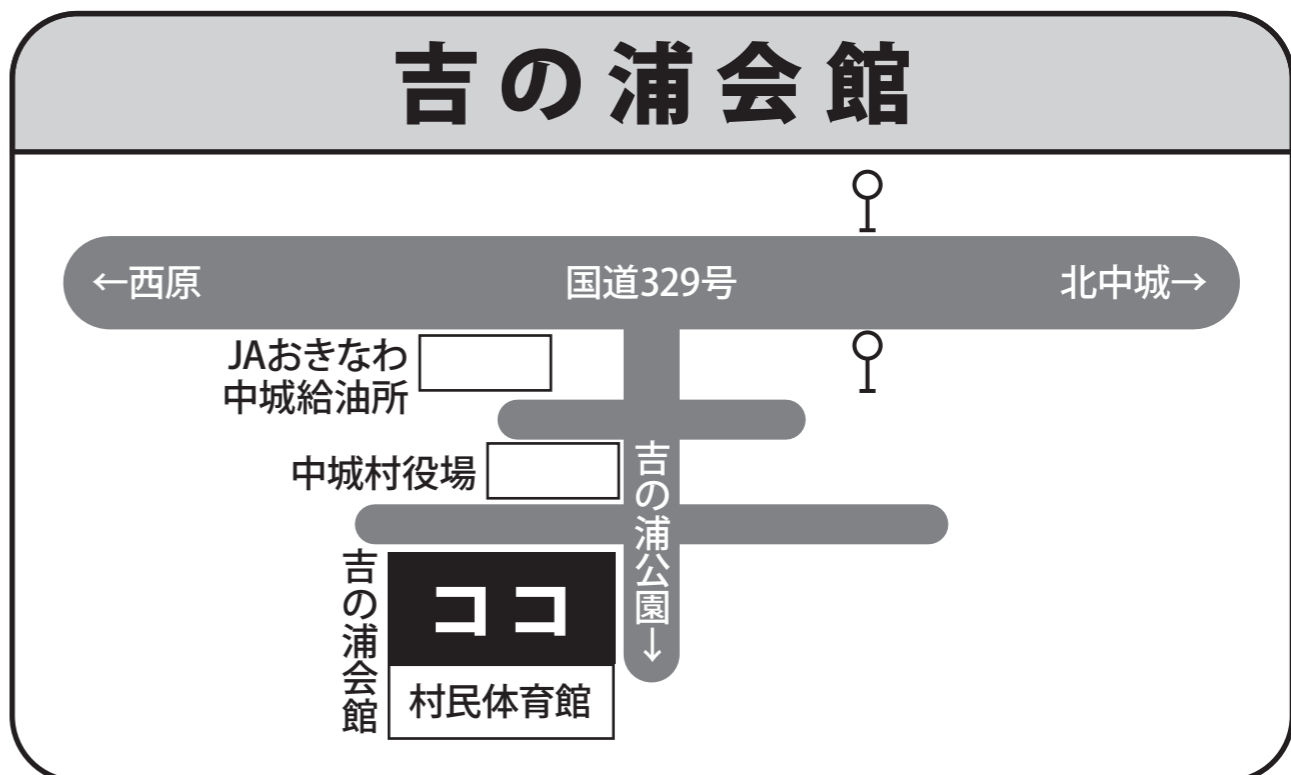 吉の浦会館
←西原
国道329号
北中城→
JAおきなわ
中城給油所
中城村役場
吉の浦公園→
吉の浦会館
ココ
村民体育館